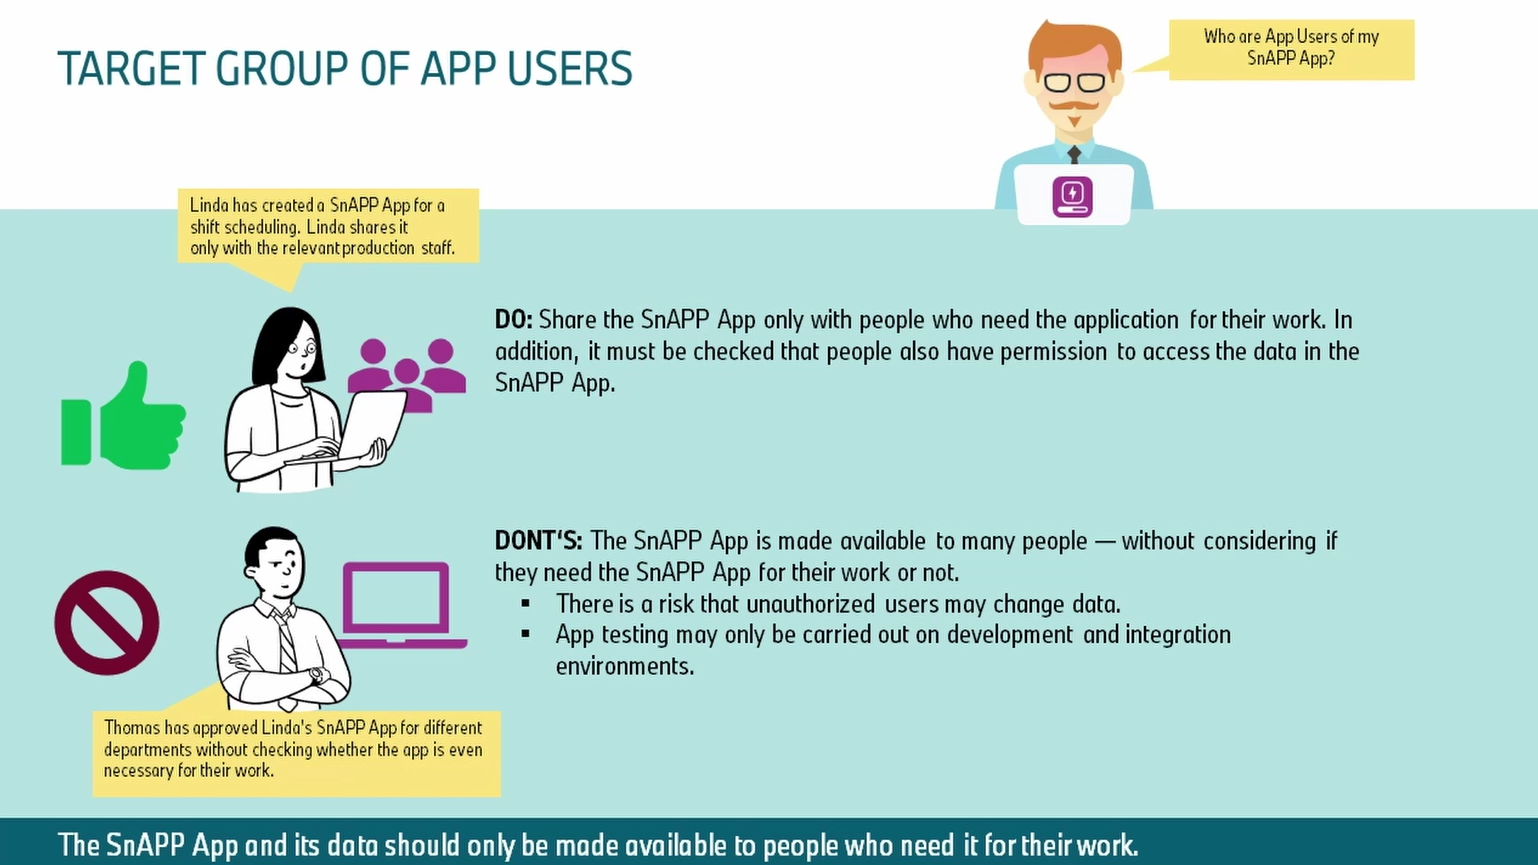 TARGET GROUP OF APP USERS
Who are App Users of my
SnAPP App?
Linda has created a SnAPP App for a
shift scheduling. Linda shares it
only with the relevant production staff.
DO: Share the SnAPP App only with people who need the application for their work. In
addition, it must be checked that people also have permission to access the data in the
SnAPP App.
DONT‘S: The SnAPP App is made available to many people — without considering if
they need the SnAPP App for their work or not.
▪ There is a risk that unauthorized users may change data.
▪ App testing may only be carried out on development and integration
environments.
Thomas has approved Linda's SnAPP App for different
departments without checking whether the app is even
necessary for their work.
The SnAPP App and its data should only be made available to people who need it for their work.